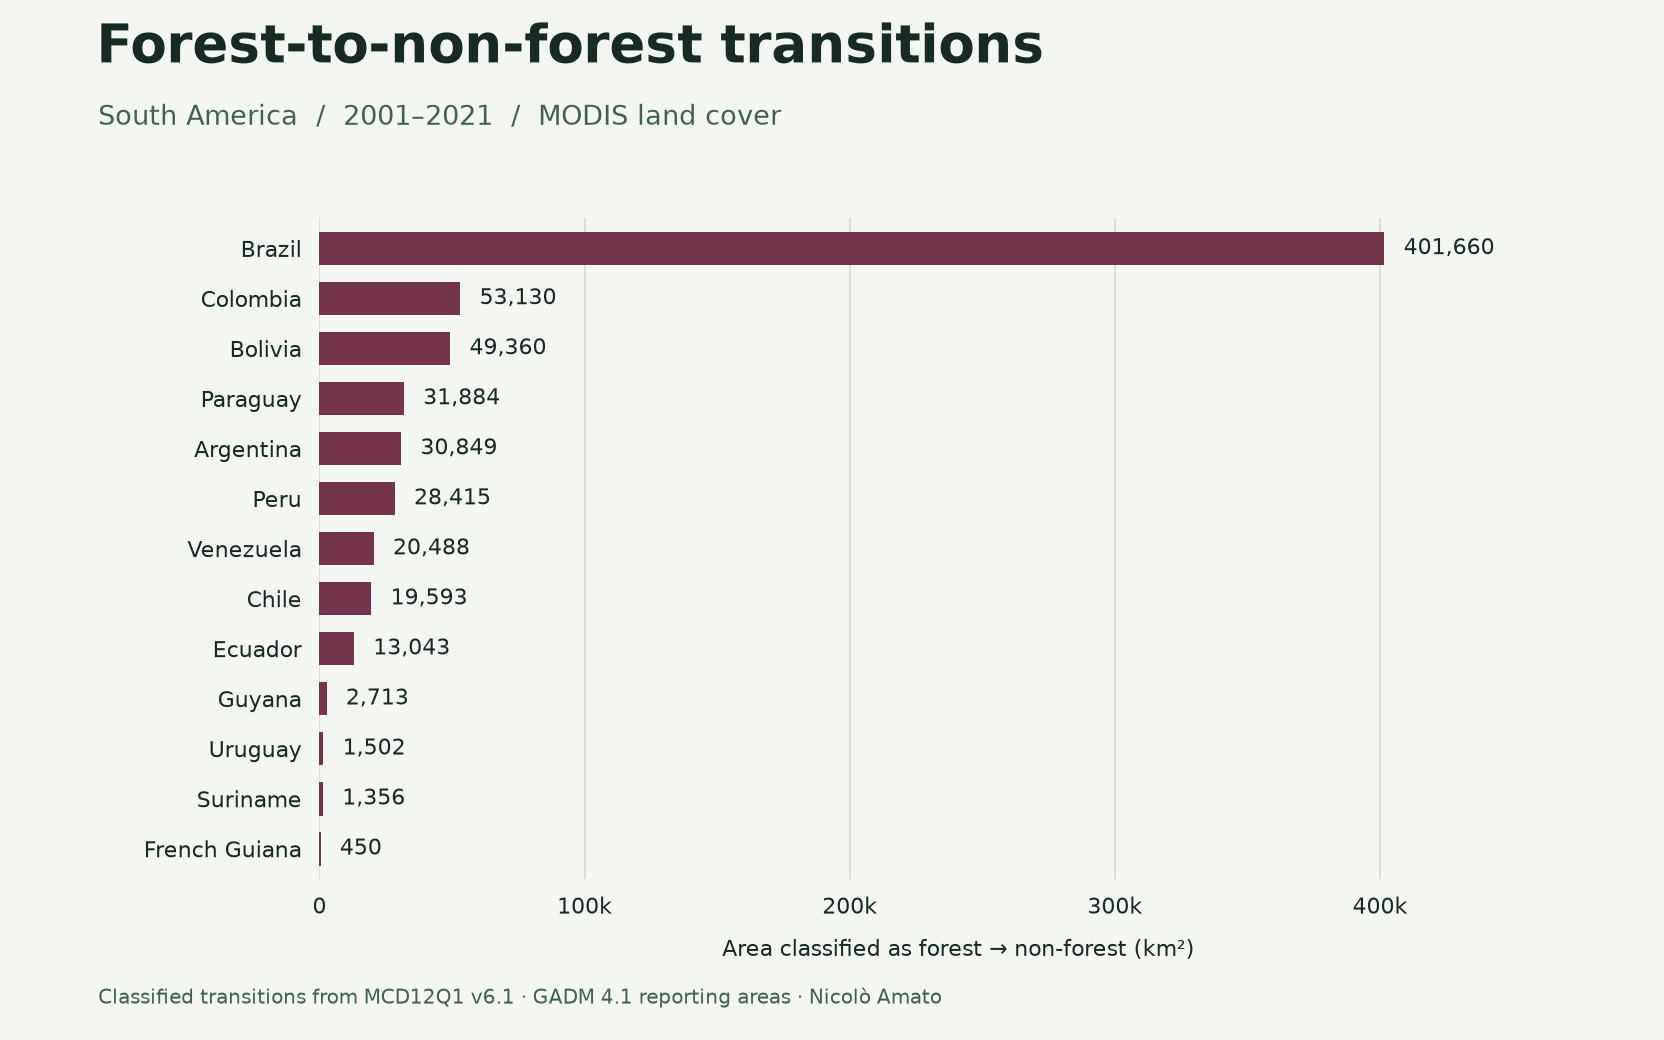 Forest-to-non-forest transitions
South America / 2001–2021 / MODIS land cover
Brazil 401,660
Colombia 53,130
Bolivia 49,360
Paraguay 31,884
Argentina 30,849
Peru 28,415
Venezuela 20,488
Chile 19,593
Ecuador 13,043
Guyana 2,713
Uruguay 1,502
Suriname 1,356
French Guiana 450
0 100k 200k 300k 400k
Area classified as forest → non-forest (km²)
Classified transitions from MCD12Q1 v6.1 · GADM 4.1 reporting areas · Nicolò Amato